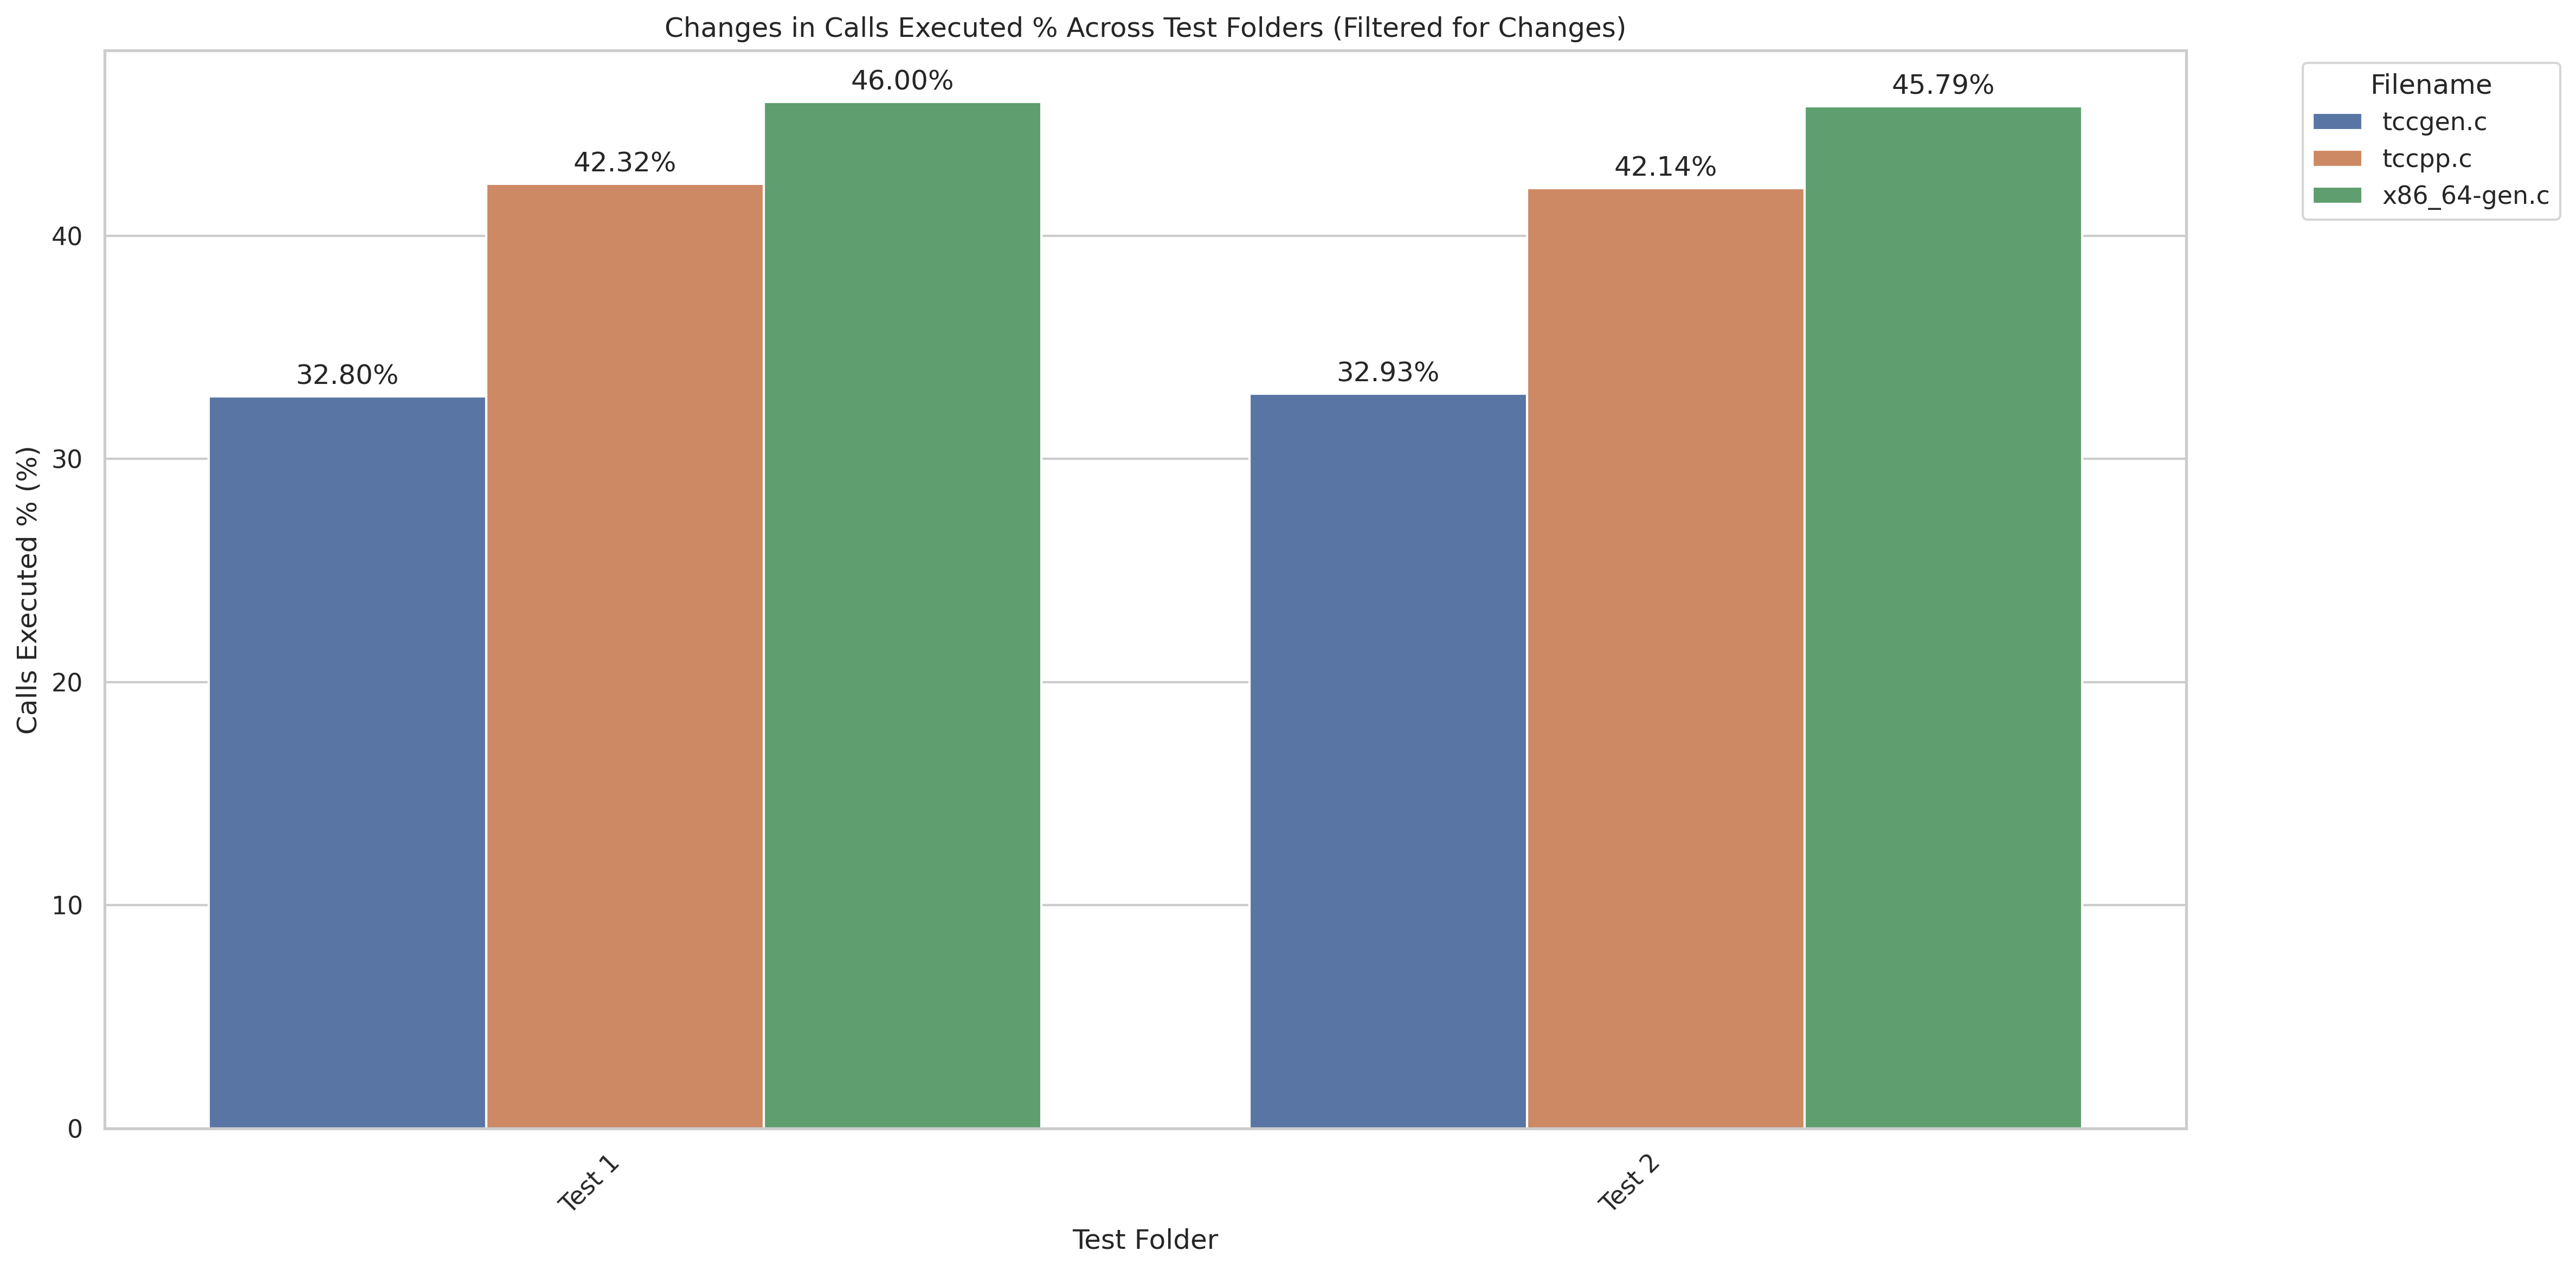 Changes in Calls Executed % Across Test Folders (Filtered for Changes)
Calls Executed % (%)
40
30
20
10
0
32.80%
42.32%
46.00%
32.93%
42.14%
45.79%
Test 1
Test 2
Test Folder
Filename
tccgen.c
tccpp.c
x86_64-gen.c